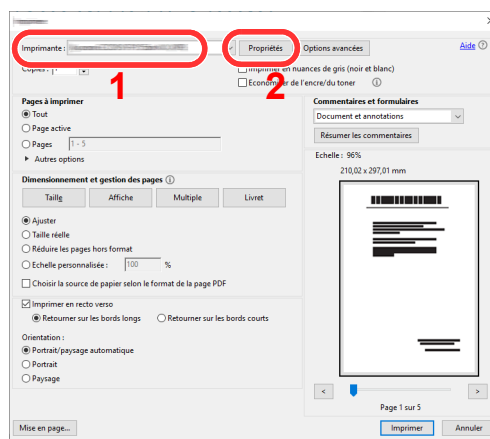 Imprimante :
Propriétés
Options avancées
Aide
Copies :
Imprimer en nuances de gris (noir et blanc)
Economiser de l'encre/du toner
1
2
Pages à imprimer
Tout
Page active
Pages 1 - 5
Autres options
Dimensionnement et gestion des pages
Taille Affiche Multiple Livret
Ajuster
Taille réelle
Réduire les pages hors format
Echelle personnalisée : 100 %
Choisir la source de papier selon le format de la page PDF
Imprimer en recto verso
Retourner sur les bords longs Retourner sur les bords courts
Orientation :
Portrait/paysage automatique
Portrait
Paysage
Commentaires et formulaires
Document et annotations
Résumer les commentaires
Echelle : 96%
210,02 x 297,01 mm
< >
Page 1 sur 5
Mise en page... Imprimer Annuler